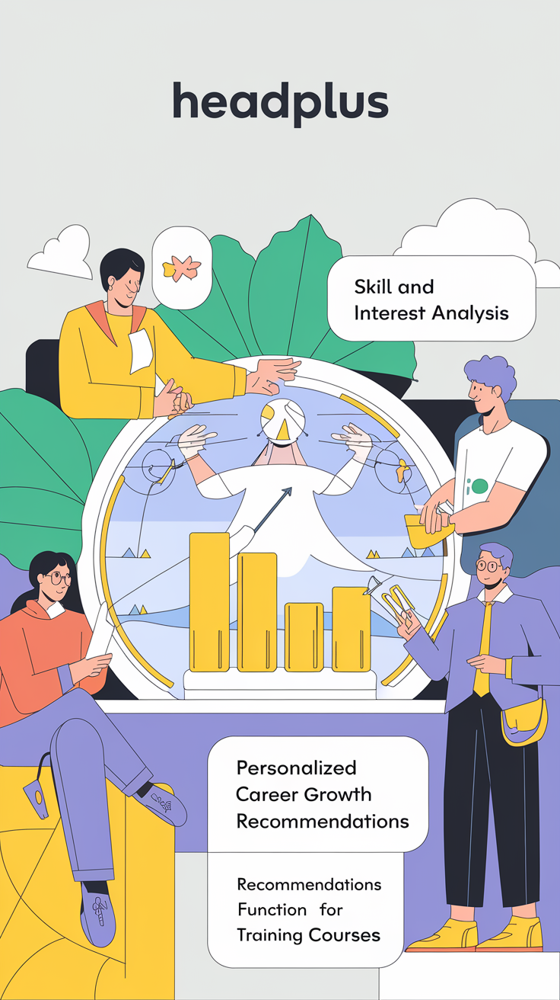 headplus
Skill and
Interest Analysis
Personalized
Career Growth
Recommendations
Recommendations
Function for
Training Courses